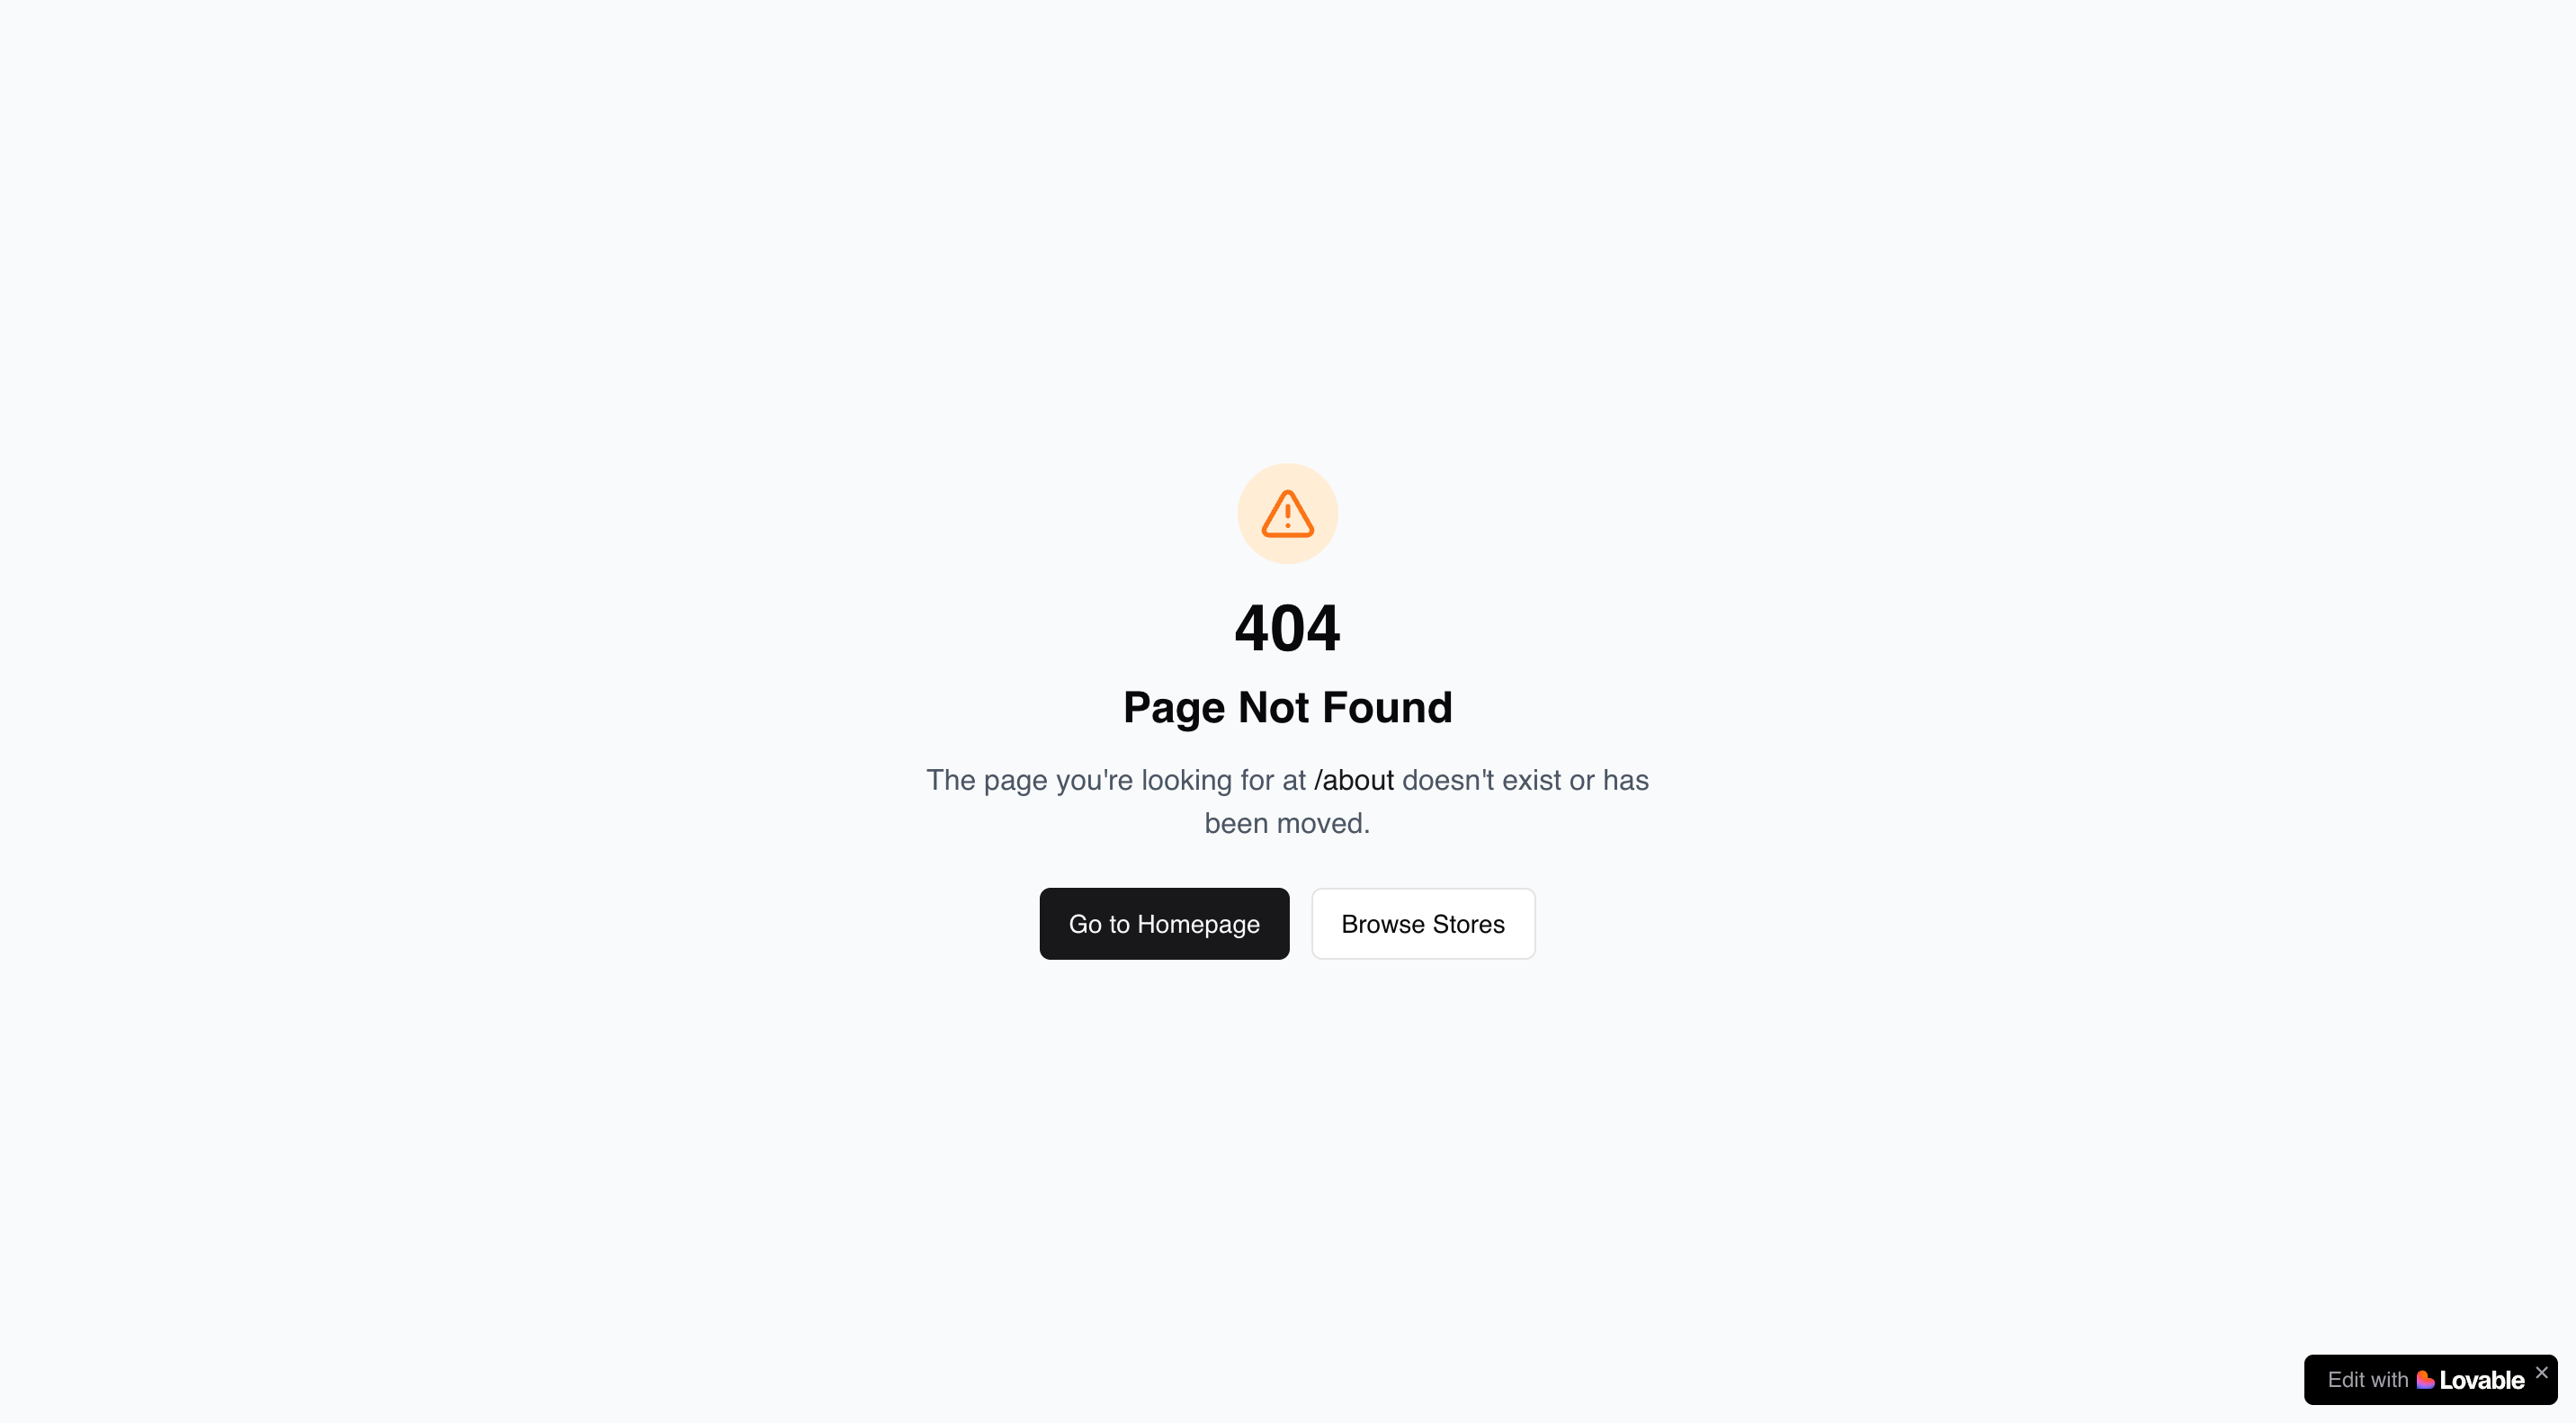 404
Page Not Found
The page you're looking for at /about doesn't exist or has
been moved.
Go to Homepage
Browse Stores
Edit with Lovable ×